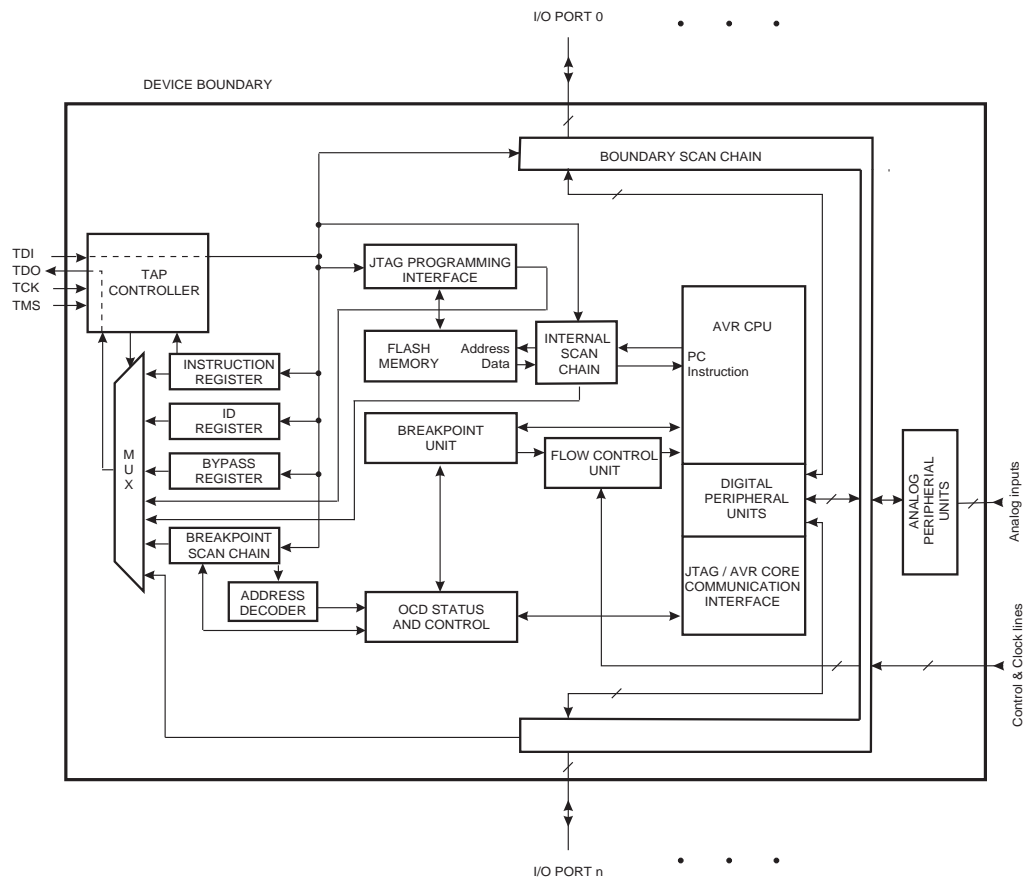 I/O PORT 0
DEVICE BOUNDARY
BOUNDARY SCAN CHAIN
TDI
TDO
TCK
TMS
TAP
CONTROLLER
JTAG PROGRAMMING
INTERFACE
AVR CPU
FLASH
MEMORY
Address
Data
INTERNAL
SCAN
CHAIN
PC
Instruction
INSTRUCTION
REGISTER
ID
REGISTER
BYPASS
REGISTER
MUX
BREAKPOINT
UNIT
FLOW CONTROL
UNIT
DIGITAL
PERIPHERAL
UNITS
ANALOG
PERIPHERIAL
UNITS
Analog inputs
BREAKPOINT
SCAN CHAIN
ADDRESS
DECODER
OCD STATUS
AND CONTROL
JTAG / AVR CORE
COMMUNICATION
INTERFACE
Control & Clock lines
I/O PORT n